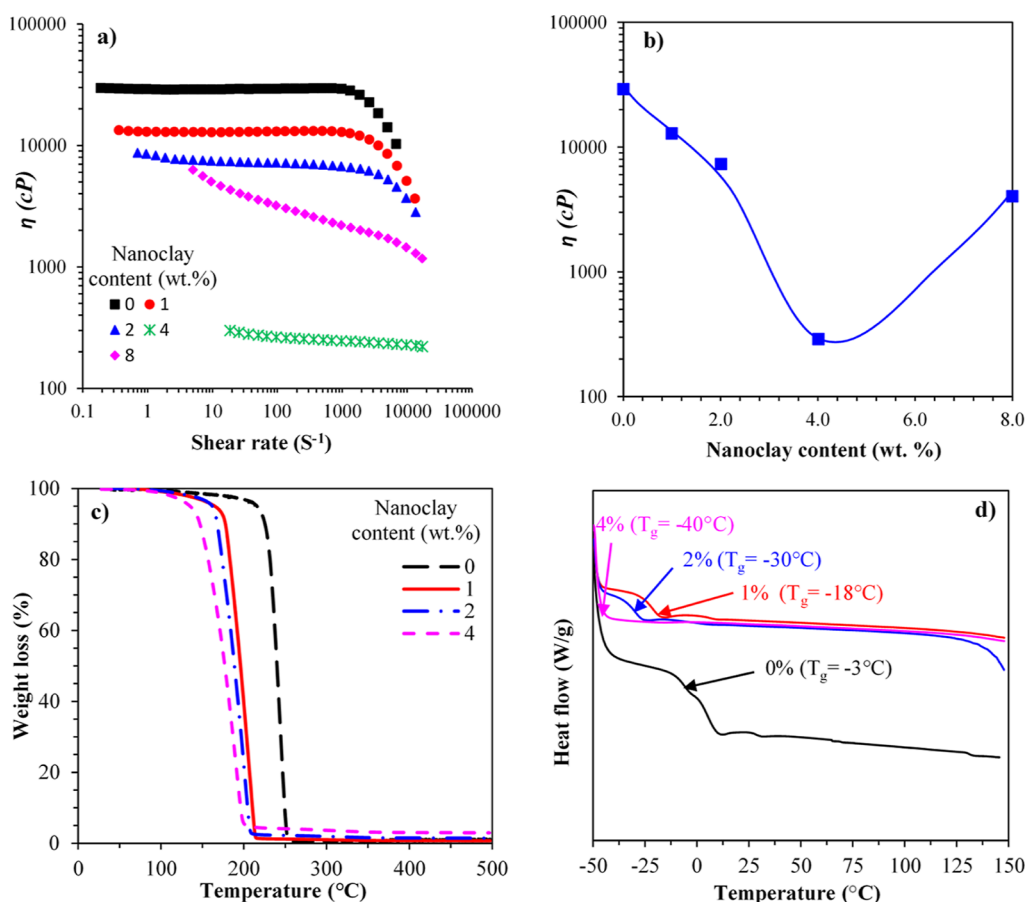 a)
100000
10000
1000
100
η (cP)
Nanoclay
content (wt.%)
0
1
2
4
8
0.1
1
10
100
1000
10000
100000
Shear rate (S⁻¹)
b)
100000
10000
1000
100
η (cP)
0.0
2.0
4.0
6.0
8.0
Nanoclay content (wt. %)
c)
100
80
60
40
20
0
Weight loss (%)
Nanoclay
content (wt.%)
0
1
2
4
0
100
200
300
400
500
Temperature (°C)
d)
4% (Tg= -40°C)
2% (Tg= -30°C)
1% (Tg= -18°C)
0% (Tg= -3°C)
Heat flow (W/g)
-50
-25
0
25
50
75
100
125
150
Temperature (°C)